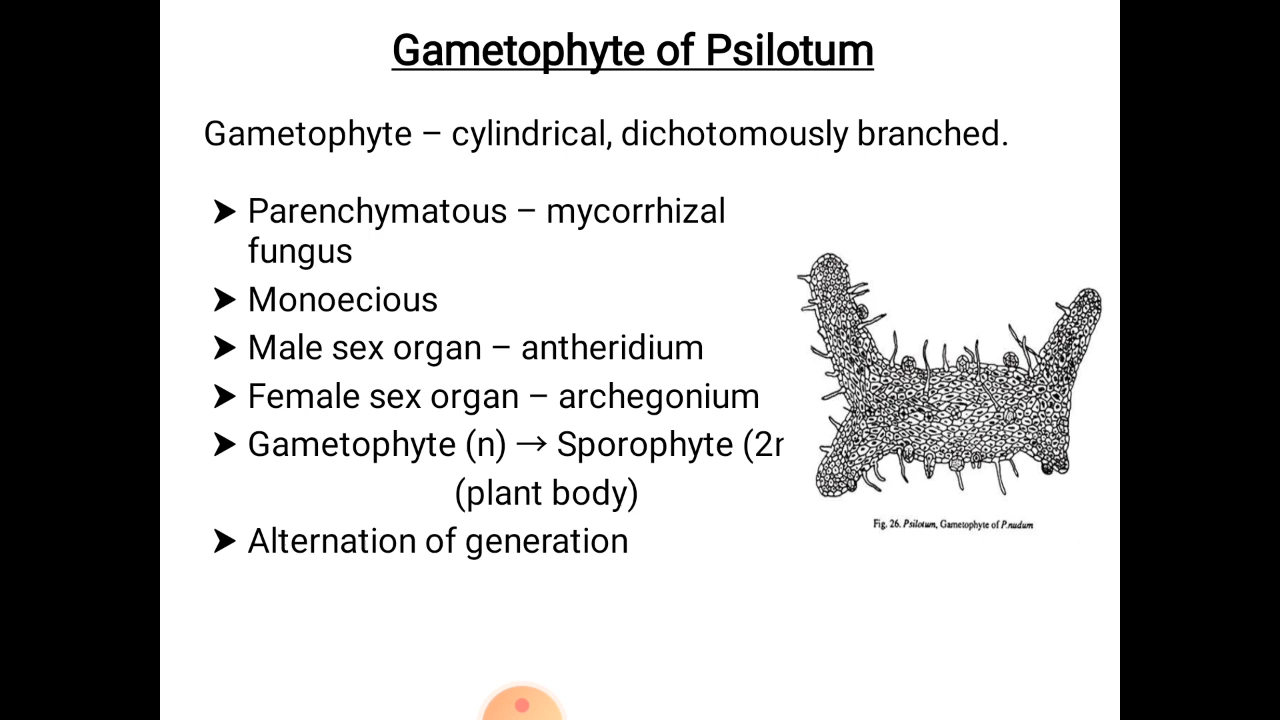 Gametophyte of Psilotum
Gametophyte – cylindrical, dichotomously branched.
➤ Parenchymatous – mycorrhizal
fungus
➤ Monoecious
➤ Male sex organ – antheridium
➤ Female sex organ – archegonium
➤ Gametophyte (n) → Sporophyte (2n
(plant body)
➤ Alternation of generation
Fig. 26. Psilotum, Gametophyte of P.nudum